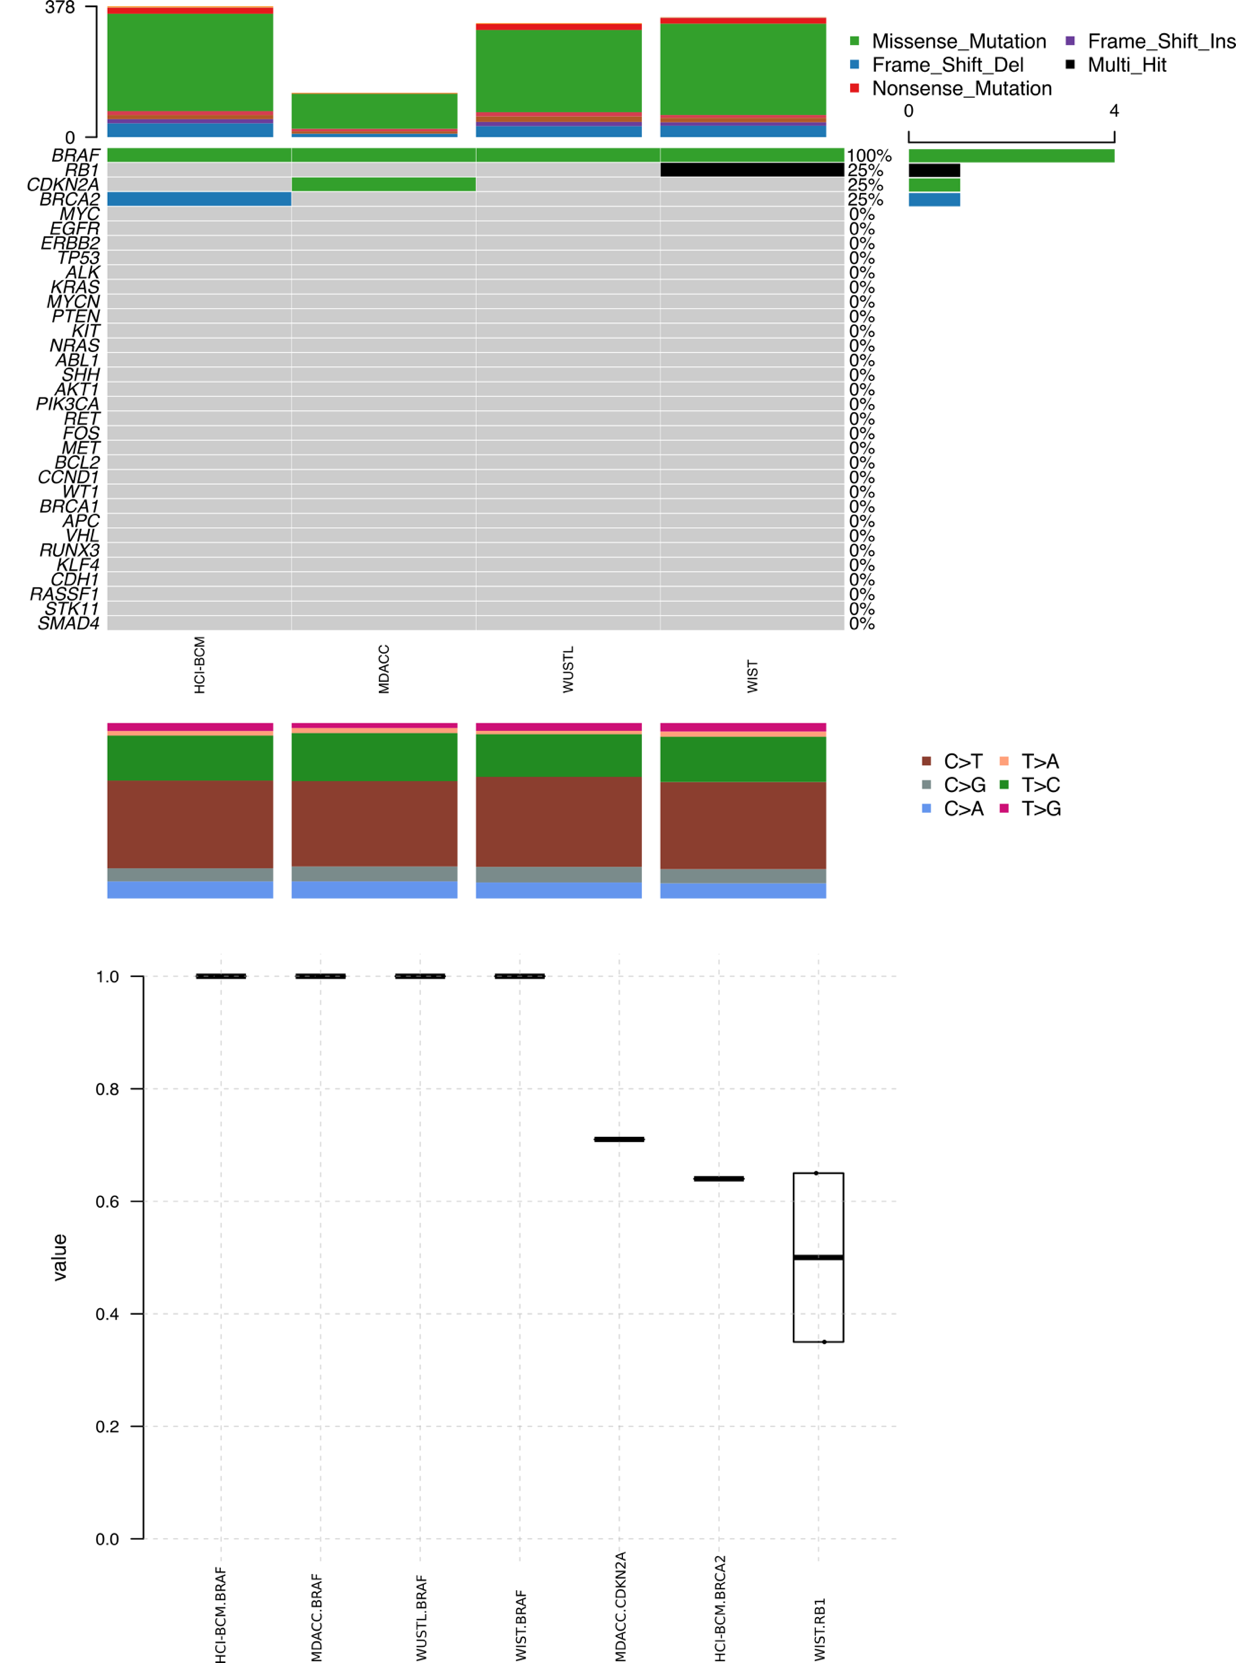 378
0
Missense_Mutation
Frame_Shift_Del
Nonsense_Mutation
Frame_Shift_Ins
Multi_Hit
0 4
BRAF 100%
RB1 25%
CDKN2A 25%
BRCA2 25%
MYC 0%
EGFR 0%
ERBB2 0%
TP53 0%
ALK 0%
KRAS 0%
MYCN 0%
PTEN 0%
KIT 0%
NRAS 0%
ABL1 0%
SHH 0%
AKT1 0%
PIK3CA 0%
RET 0%
FOS 0%
MET 0%
BCL2 0%
CCND1 0%
WT1 0%
BRCA1 0%
APC 0%
VHL 0%
RUNX3 0%
KLF4 0%
CDH1 0%
RASSF1 0%
STK11 0%
SMAD4 0%
HCI-BCM
MDACC
WUSTL
WIST
C>T T>A
C>G T>C
C>A T>G
value
1.0
0.8
0.6
0.4
0.2
0.0
HCI-BCM.BRAF
MDACC.BRAF
WUSTL.BRAF
WIST.BRAF
MDACC.CDKN2A
HCI-BCM.BRCA2
WIST.RB1